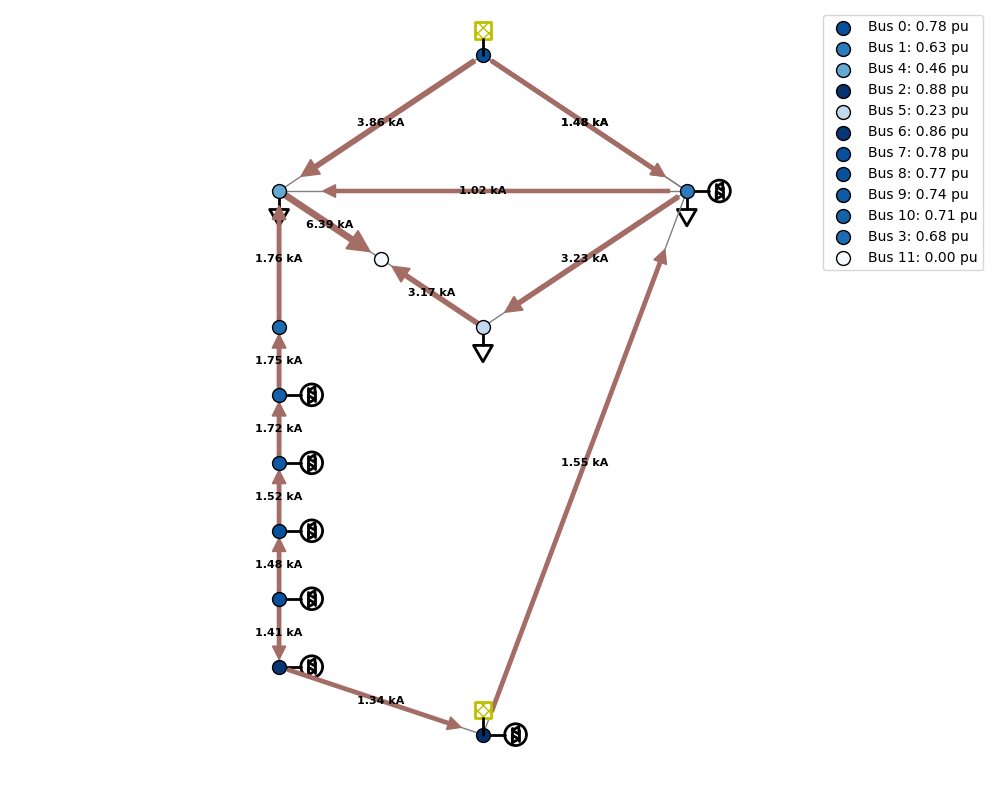 Bus 0: 0.78 pu
Bus 1: 0.63 pu
Bus 4: 0.46 pu
Bus 2: 0.88 pu
Bus 5: 0.23 pu
Bus 6: 0.86 pu
Bus 7: 0.78 pu
Bus 8: 0.77 pu
Bus 9: 0.74 pu
Bus 10: 0.71 pu
Bus 3: 0.68 pu
Bus 11: 0.00 pu
3.86 kA
1.48 kA
1.02 kA
6.39 kA
1.76 kA
3.23 kA
3.17 kA
1.75 kA
1.72 kA
1.55 kA
1.52 kA
1.48 kA
1.41 kA
1.34 kA